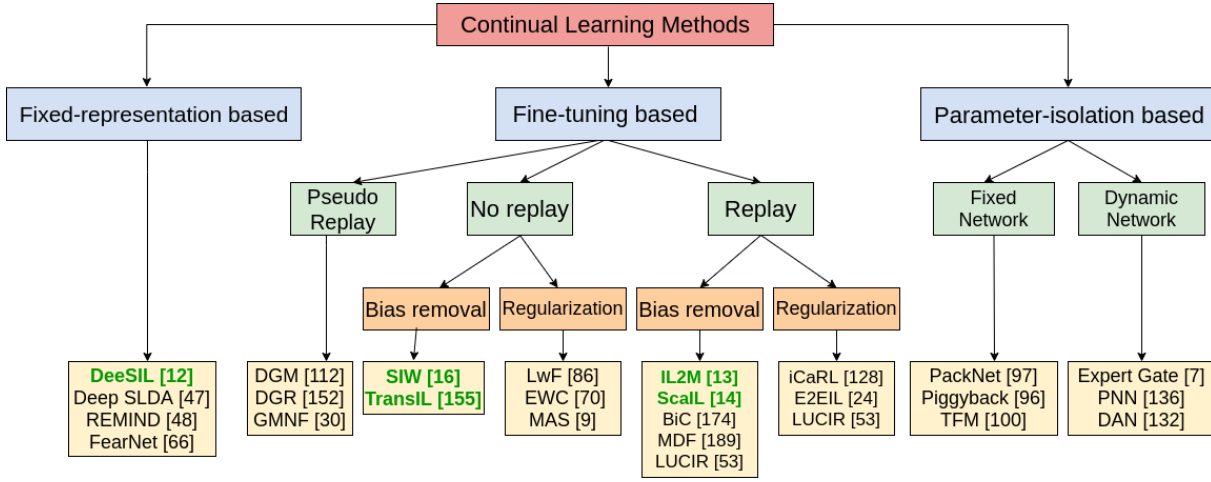 Continual Learning Methods
Fixed-representation based
Fine-tuning based
Parameter-isolation based
Pseudo
Replay
No replay
Replay
Fixed
Network
Dynamic
Network
Bias removal
Regularization
Bias removal
Regularization
DeeSIL [12]
Deep SLDA [47]
REMIND [48]
FearNet [66]
DGM [112]
DGR [152]
GMNF [30]
SIW [16]
TransIL [155]
LwF [86]
EWC [70]
MAS [9]
IL2M [13]
ScaIL [14]
BiC [174]
MDF [189]
LUCIR [53]
iCaRL [128]
E2EIL [24]
LUCIR [53]
PackNet [97]
Piggyback [96]
TFM [100]
Expert Gate [7]
PNN [136]
DAN [132]